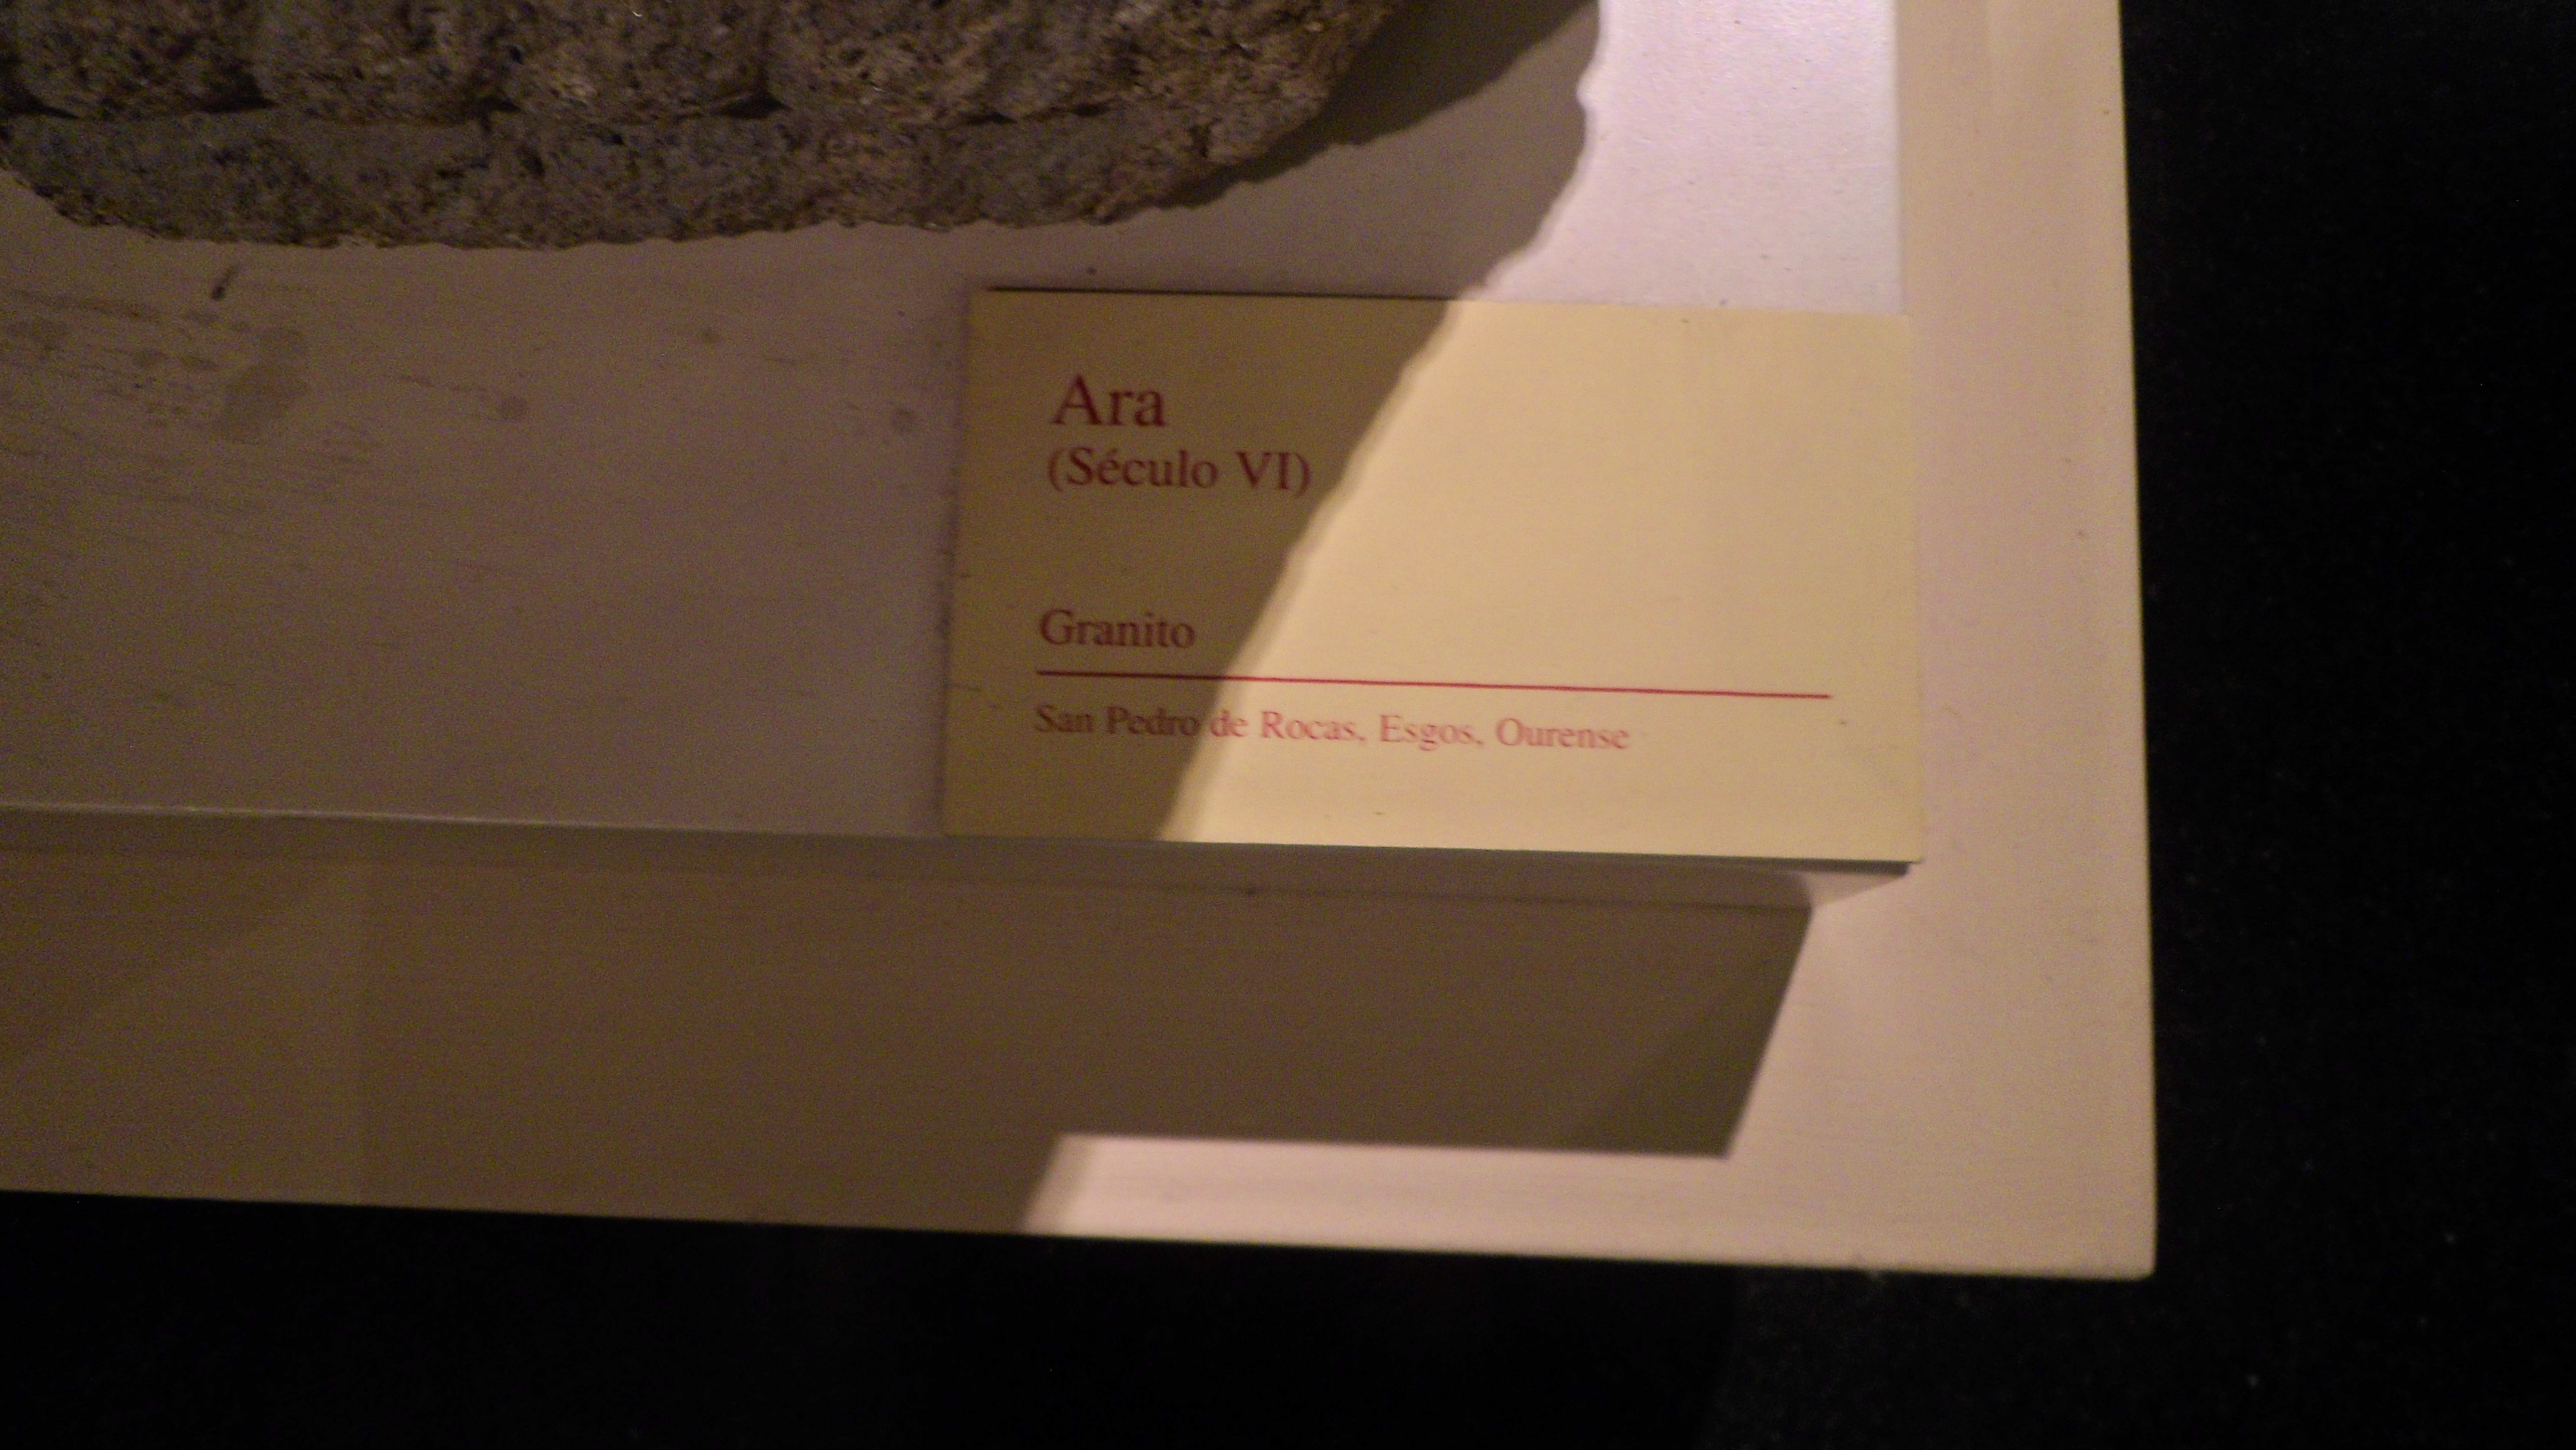 Ara
(Século VI)
Granito
San Pedro de Rocas, Esgos, Ourense